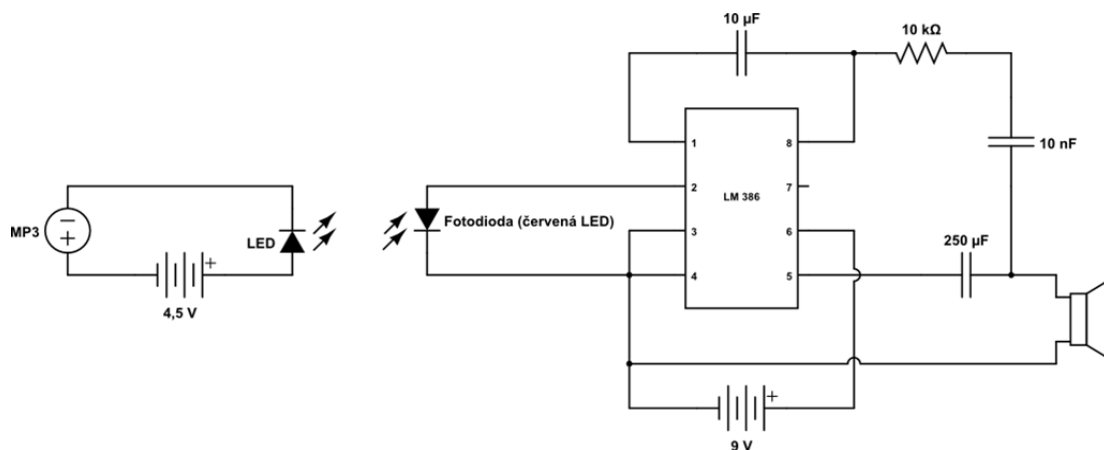 10 µF
10 kΩ
1
8
10 nF
2
7
LM 386
MP3
LED
Fotodioda (červená LED)
3
6
250 µF
4
5
+
4,5 V
+
9 V